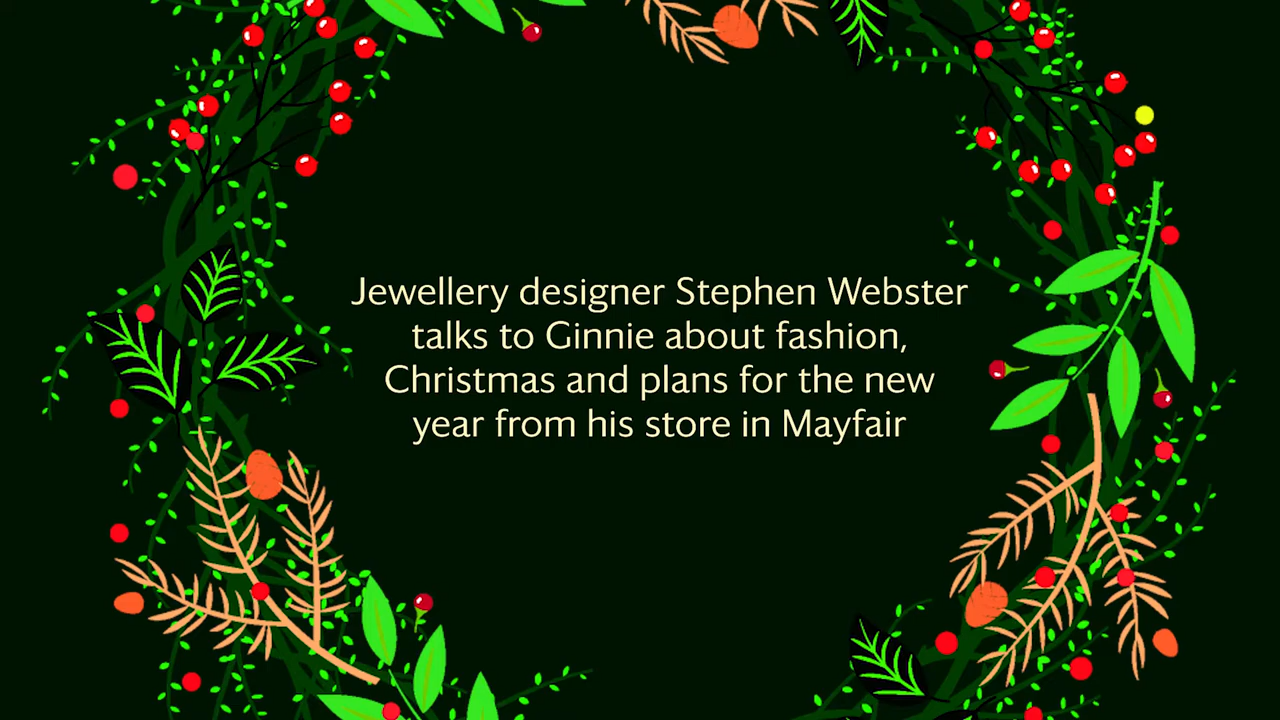 Jewellery designer Stephen Webster
talks to Ginnie about fashion,
Christmas and plans for the new
year from his store in Mayfair